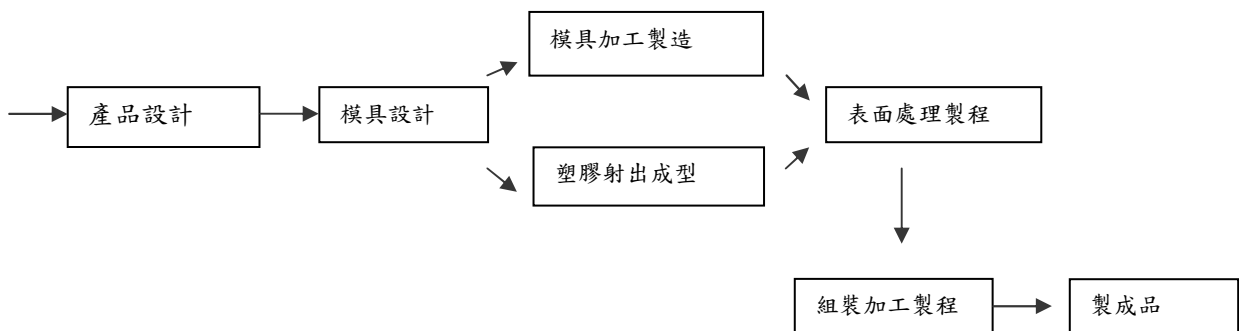 模具加工製造
產品設計
模具設計
表面處理製程
塑膠射出成型
組裝加工製程
製成品